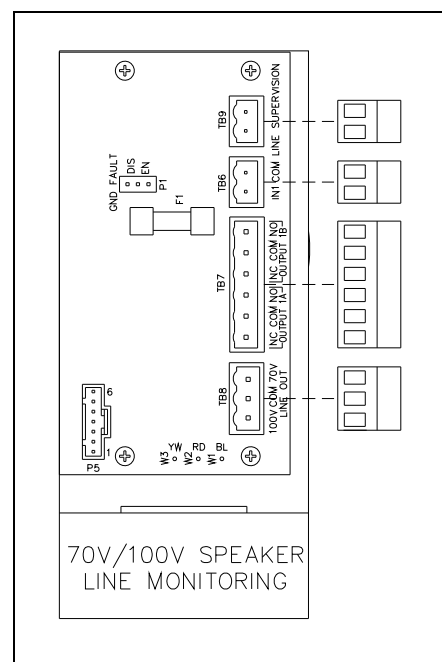 TB9
LINE SUPERVISION
TB6
IN1 COM
GND FAULT
DIS
EN
P1
F1
TB7
NC COM NO
OUTPUT 1B
NC COM NO
OUTPUT 1A
TB8
100V COM 70V
LINE OUT
6
1
P5
YW
W3
RD
W2
BL
W1
70V/100V SPEAKER
LINE MONITORING